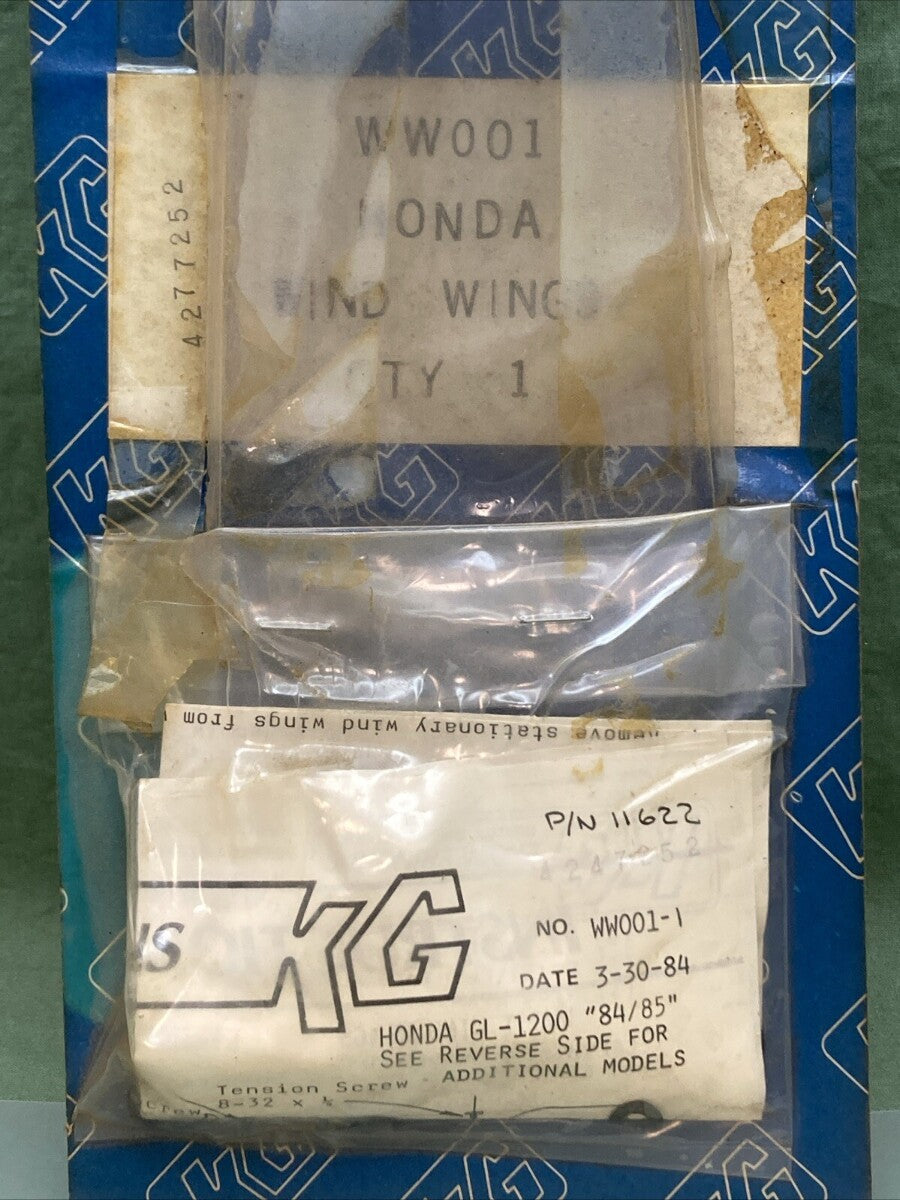 WW001
HONDA
WIND WINGS
QTY 1
4277252
Remove stationary wind wings from
P/N 11622
NO. WW001-1
DATE 3-30-84
KG
HONDA GL-1200 "84/85"
SEE REVERSE SIDE FOR
ADDITIONAL MODELS
Tension Screw
8-32 x ½